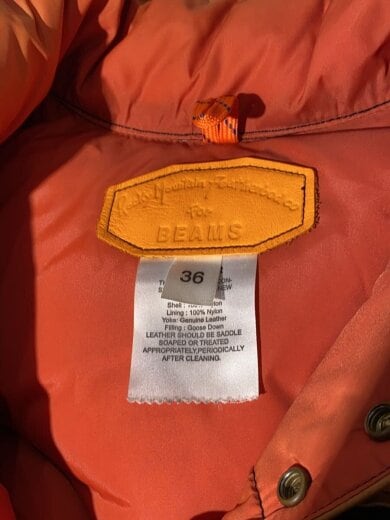 Rocky Mountain Featherbed co
For
BEAMS
36
Shell : 100% Nylon
Lining : 100% Nylon
Yoke: Genuine Leather
Filling : Goose Down
LEATHER SHOULD BE SADDLE
SOAPED OR TREATED
APPROPRIATELY,PERIODICALLY
AFTER CLEANING.